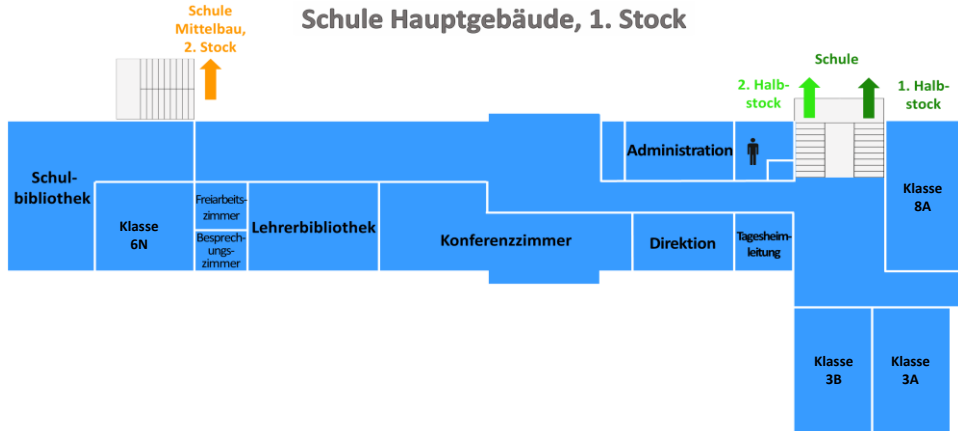 Schule Hauptgebäude, 1. Stock
Schule
Mittelbau,
2. Stock
Schule
2. Halb-
stock
1. Halb-
stock
Schul-
bibliothek
Klasse
6N
Freiarbeits-
zimmer
Besprech-
ungs-
zimmer
Lehrerbibliothek
Konferenzzimmer
Administration
Direktion
Tagesheim-
leitung
Klasse
8A
Klasse
3B
Klasse
3A